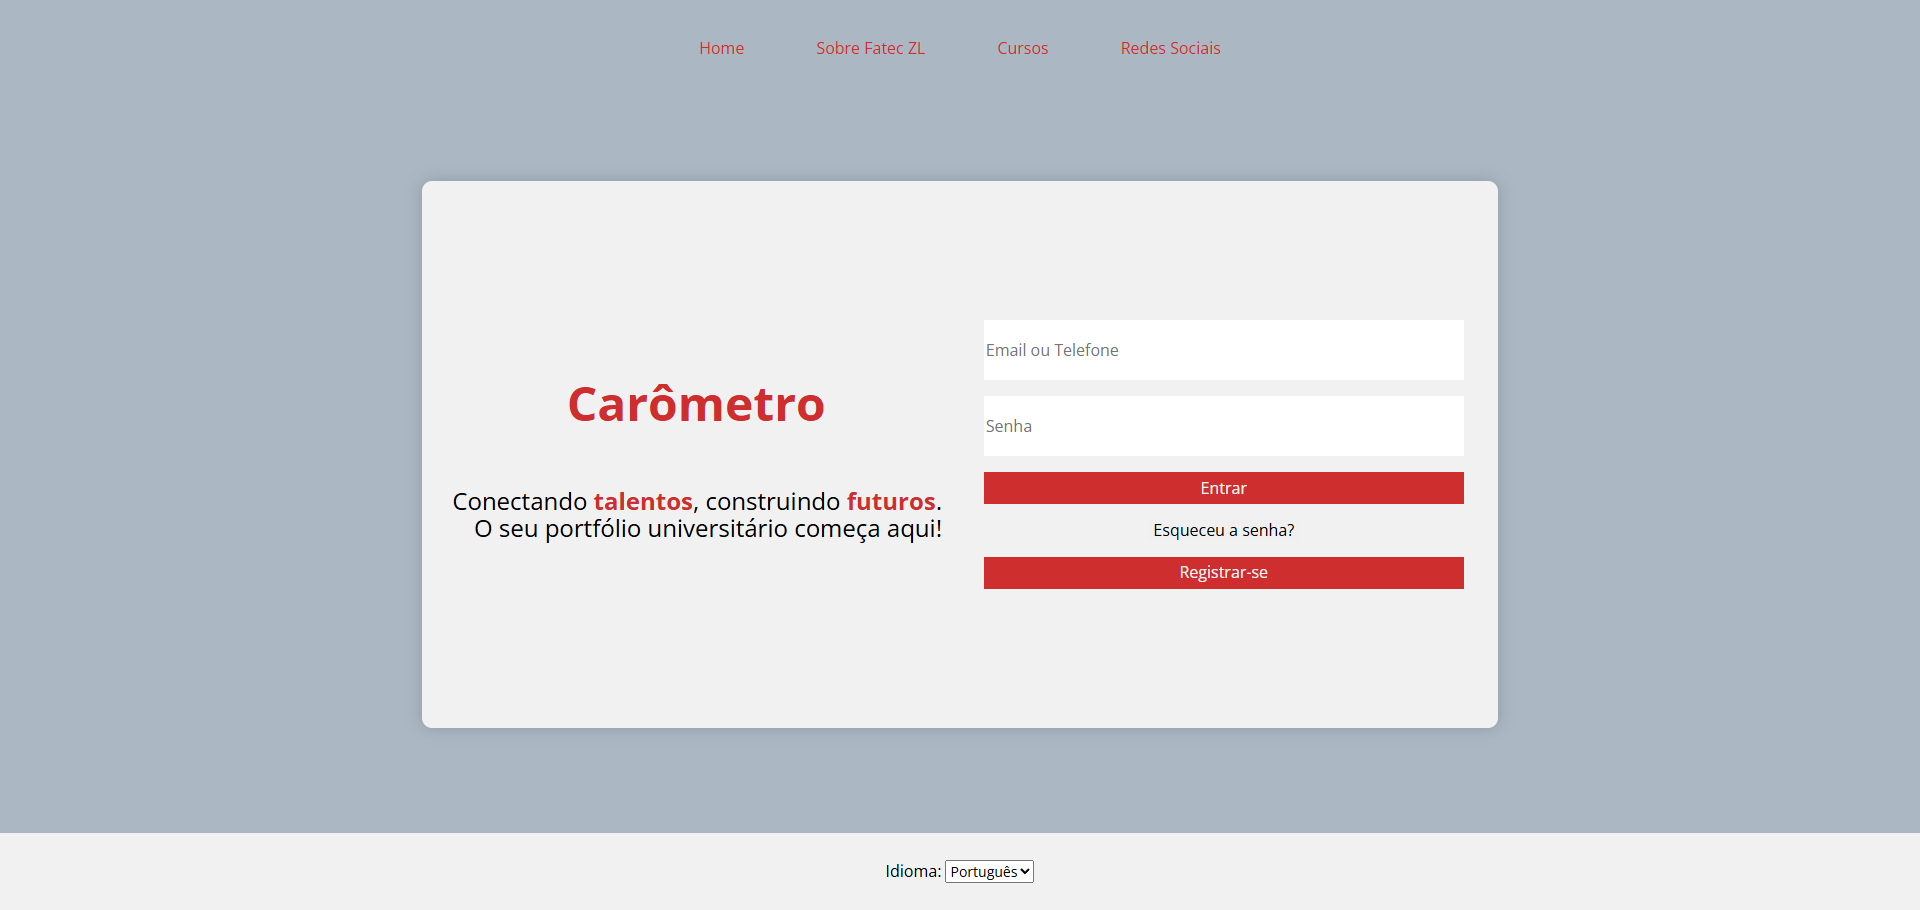 Home Sobre Fatec ZL Cursos Redes Sociais
Carômetro
Conectando talentos, construindo futuros.
O seu portfólio universitário começa aqui!
Email ou Telefone
Senha
Entrar
Esqueceu a senha?
Registrar-se
Idioma: Português